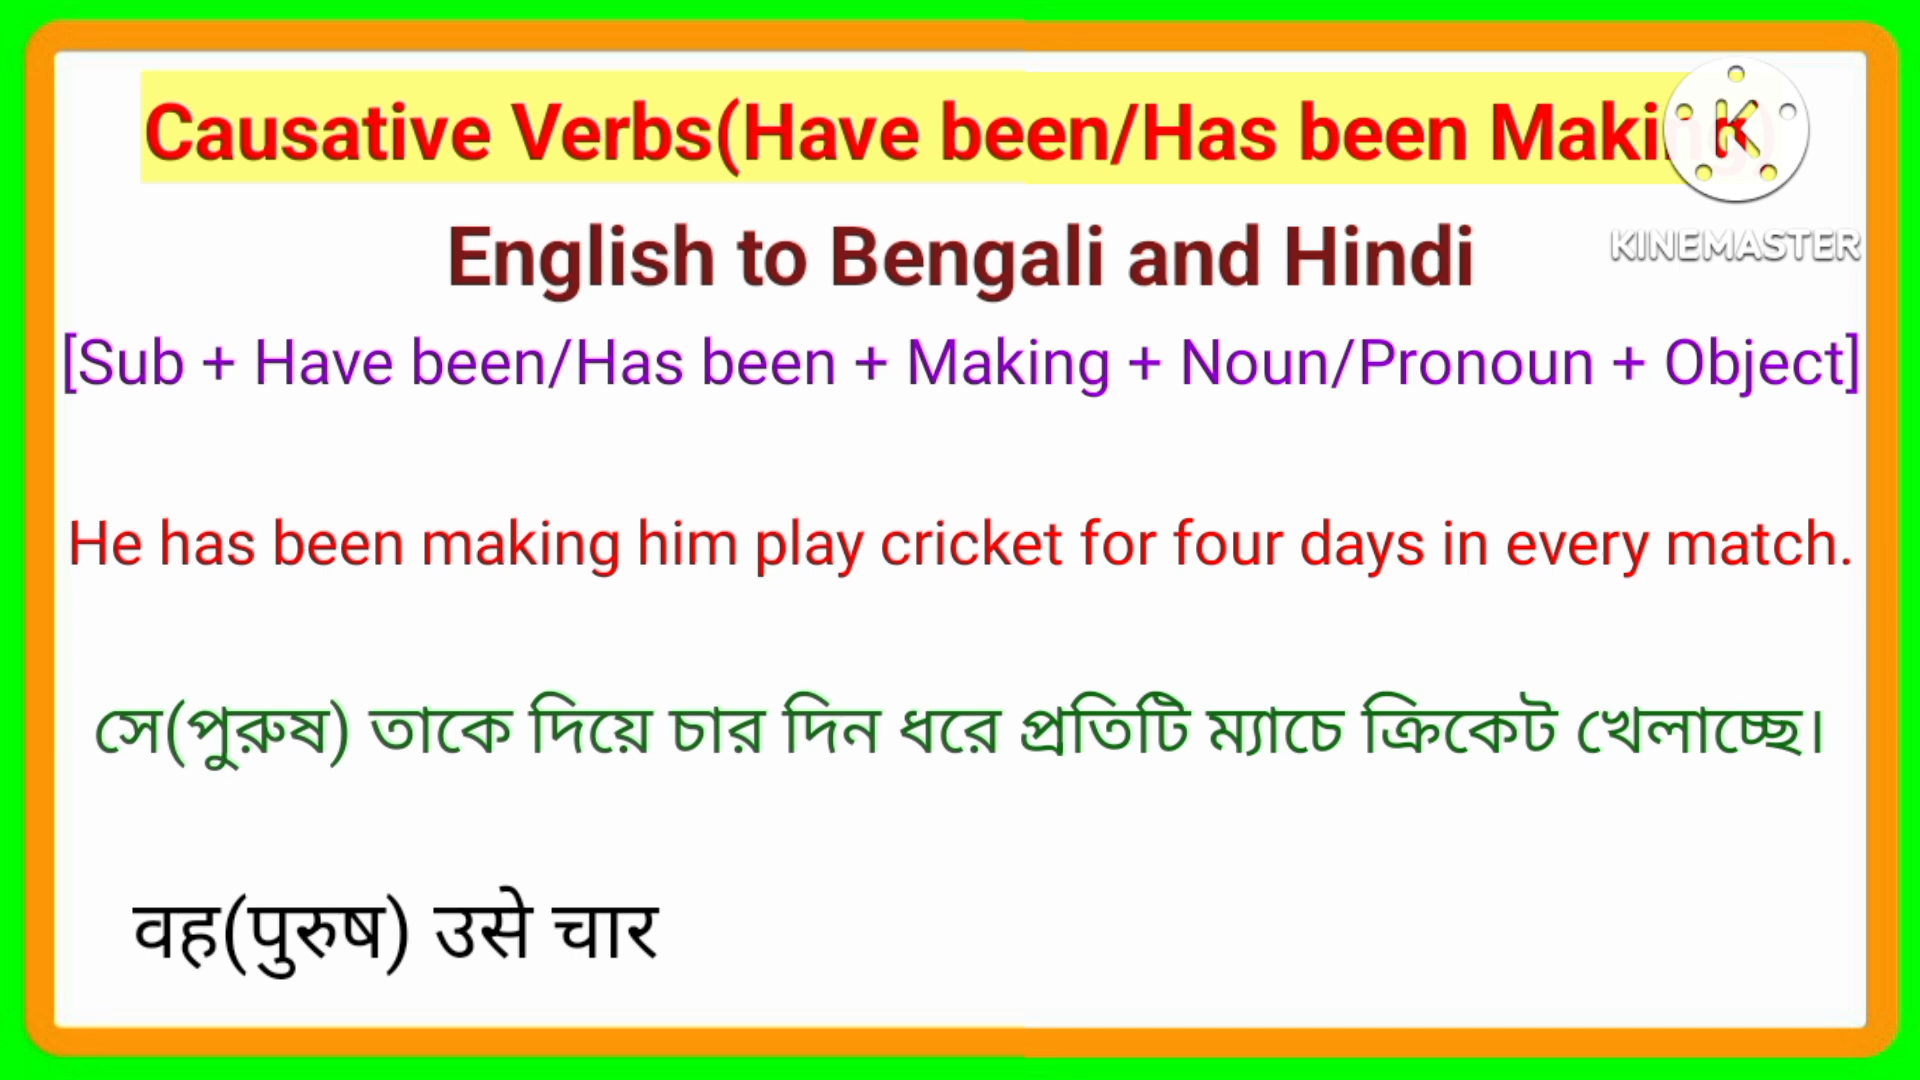 Causative Verbs(Have been/Has been Making)
English to Bengali and Hindi
KINEMASTER
[Sub + Have been/Has been + Making + Noun/Pronoun + Object]
He has been making him play cricket for four days in every match.
সে(পুরুষ) তাকে দিয়ে চার দিন ধরে প্রতিটি ম্যাচে ক্রিকেট খেলাচ্ছে।
वह(पुरुष) उसे चार